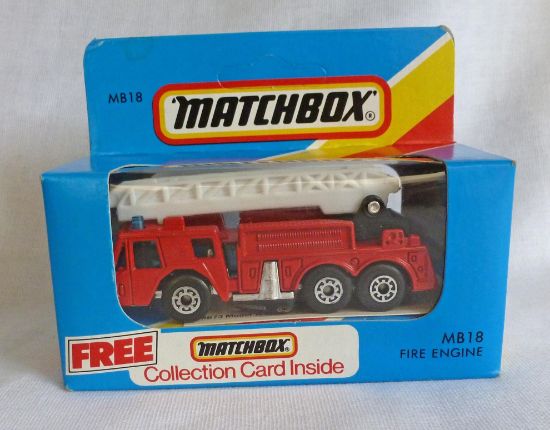 MB18
"MATCHBOX"®
FREE
"MATCHBOX"
Collection Card Inside
MB18
FIRE ENGINE